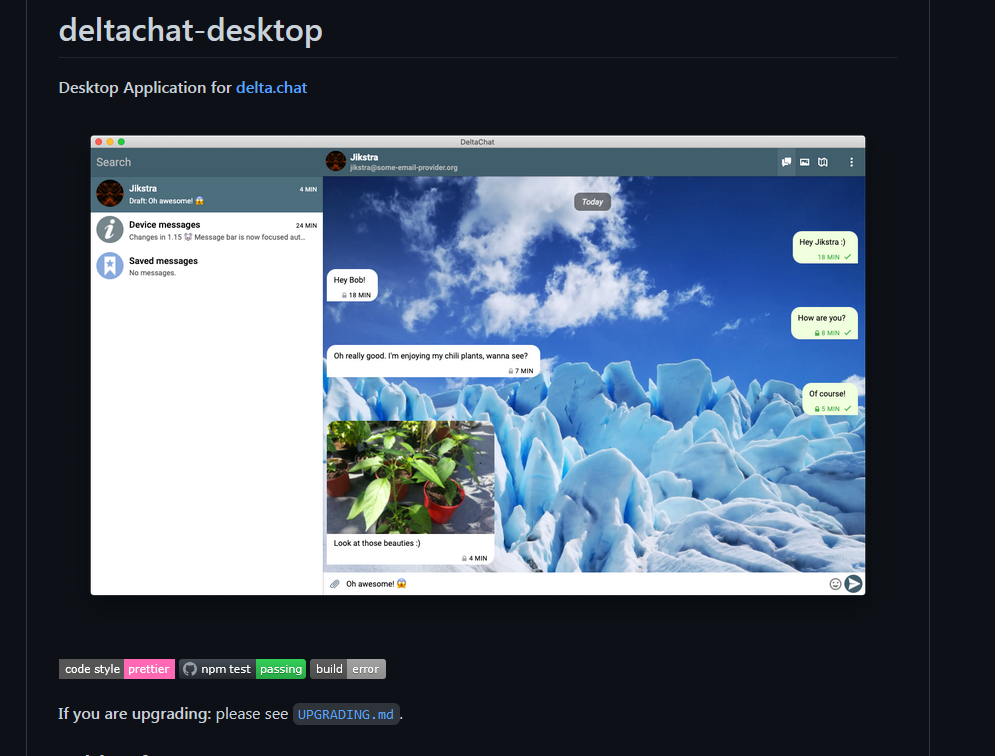 deltachat-desktop
Desktop Application for delta.chat
DeltaChat
Search
Jikstra
4 MIN
Draft: Oh awesome! 😱
Device messages
24 MIN
Changes in 1.15 Message bar is now focused aut...
Saved messages
No messages.
Jikstra
jikstra@some-email-provider.org
Today
Hey Jikstra :)
18 MIN
Hey Bob!
18 MIN
How are you?
8 MIN
Oh really good. I'm enjoying my chili plants, wanna see?
7 MIN
Of course!
5 MIN
Look at those beauties :)
4 MIN
Oh awesome! 😱
code style prettier npm test passing build error
If you are upgrading: please see UPGRADING.md.